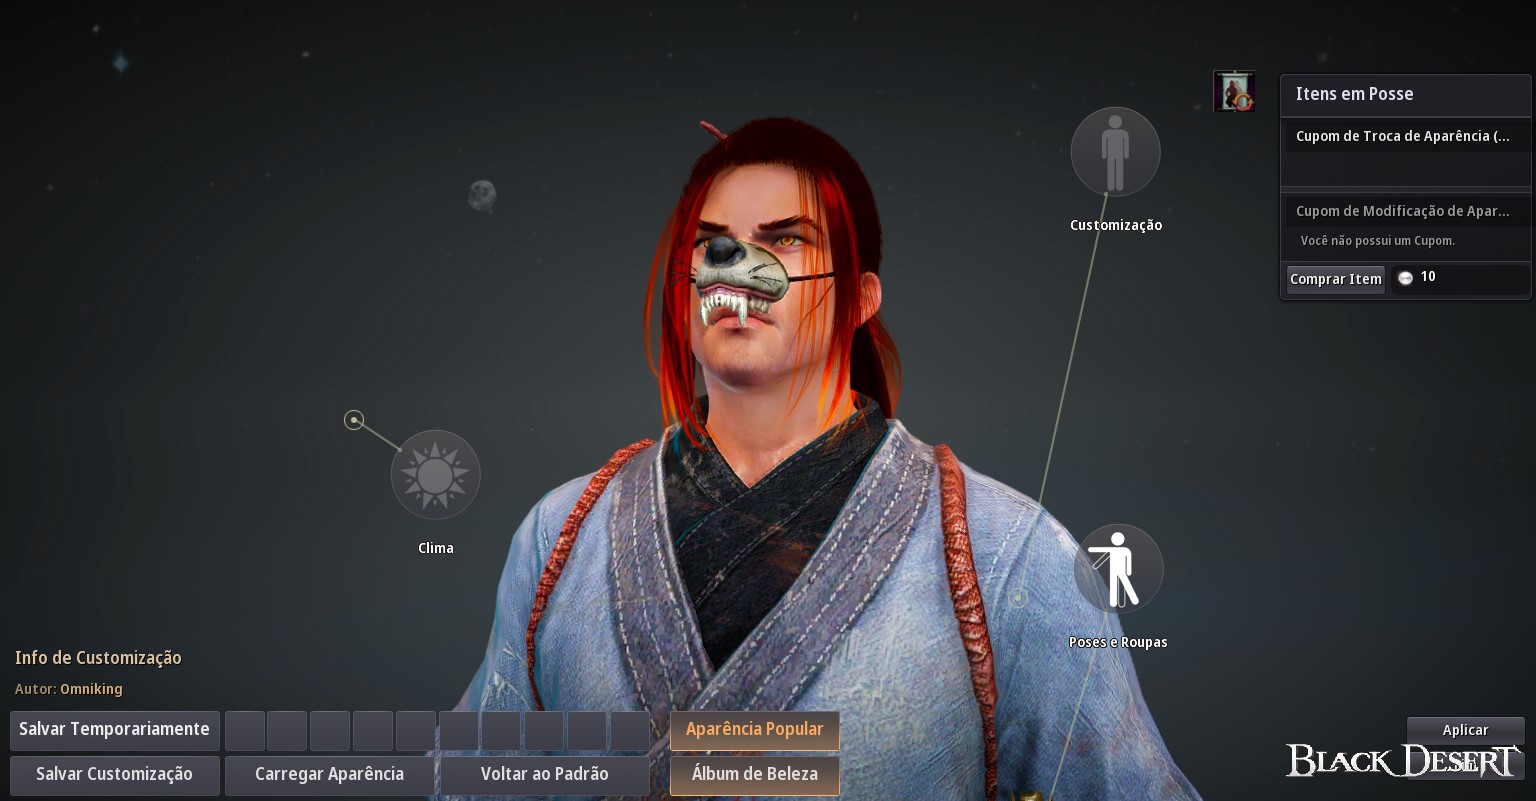 Itens em Posse
Cupom de Troca de Aparência (...
Cupom de Modificação de Apar...
Você não possui um Cupom.
Comprar Item
10
Customização
Clima
Poses e Roupas
Info de Customização
Autor: Omniking
Salvar Temporariamente
Aparência Popular
Salvar Customização
Carregar Aparência
Voltar ao Padrão
Álbum de Beleza
Aplicar
BLACK DESERT